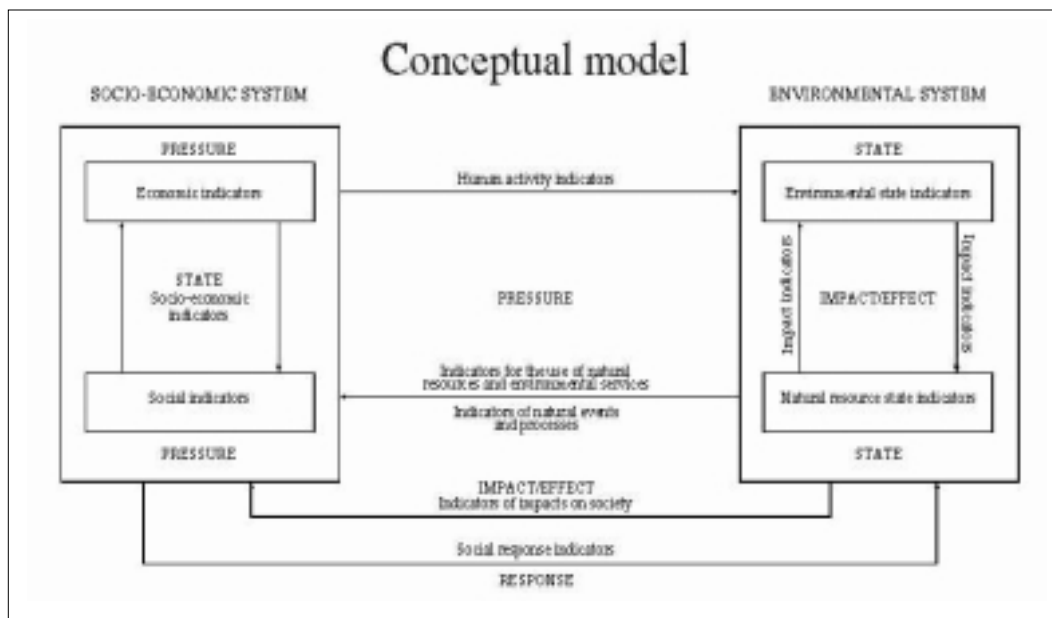 Conceptual model
SOCIO-ECONOMIC SYSTEM
ENVIRONMENTAL SYSTEM
PRESSURE
Economic indicators
STATE
Socio-economic
indicators
Social indicators
PRESSURE
Human activity indicators
PRESSURE
Indicators for the use of natural
resources and environmental services
Indicators of natural events
and processes
STATE
Environmental state indicators
Impact indicators
IMPACT/EFFECT
Impact indicators
Natural resource state indicators
STATE
IMPACT/EFFECT
Indicators of impacts on society
Social response indicators
RESPONSE